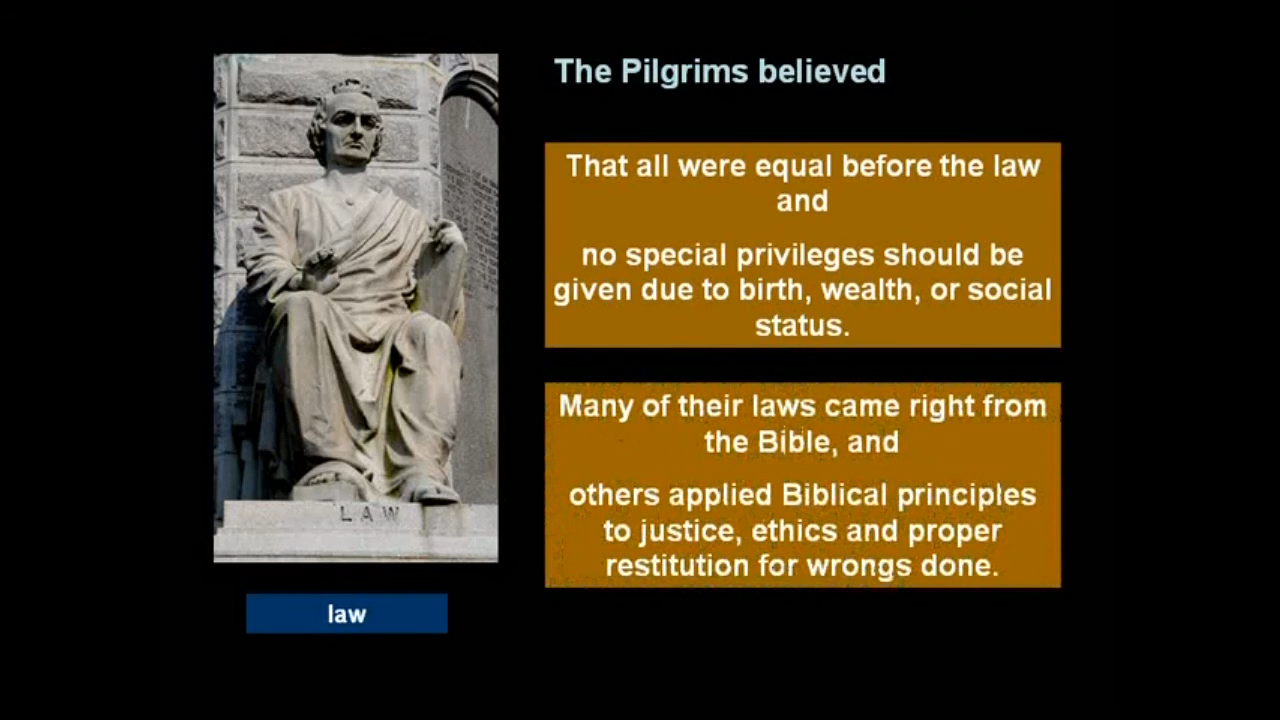 The Pilgrims believed
That all were equal before the law
and
no special privileges should be
given due to birth, wealth, or social
status.
Many of their laws came right from
the Bible, and
others applied Biblical principles
to justice, ethics and proper
restitution for wrongs done.
LAW
law